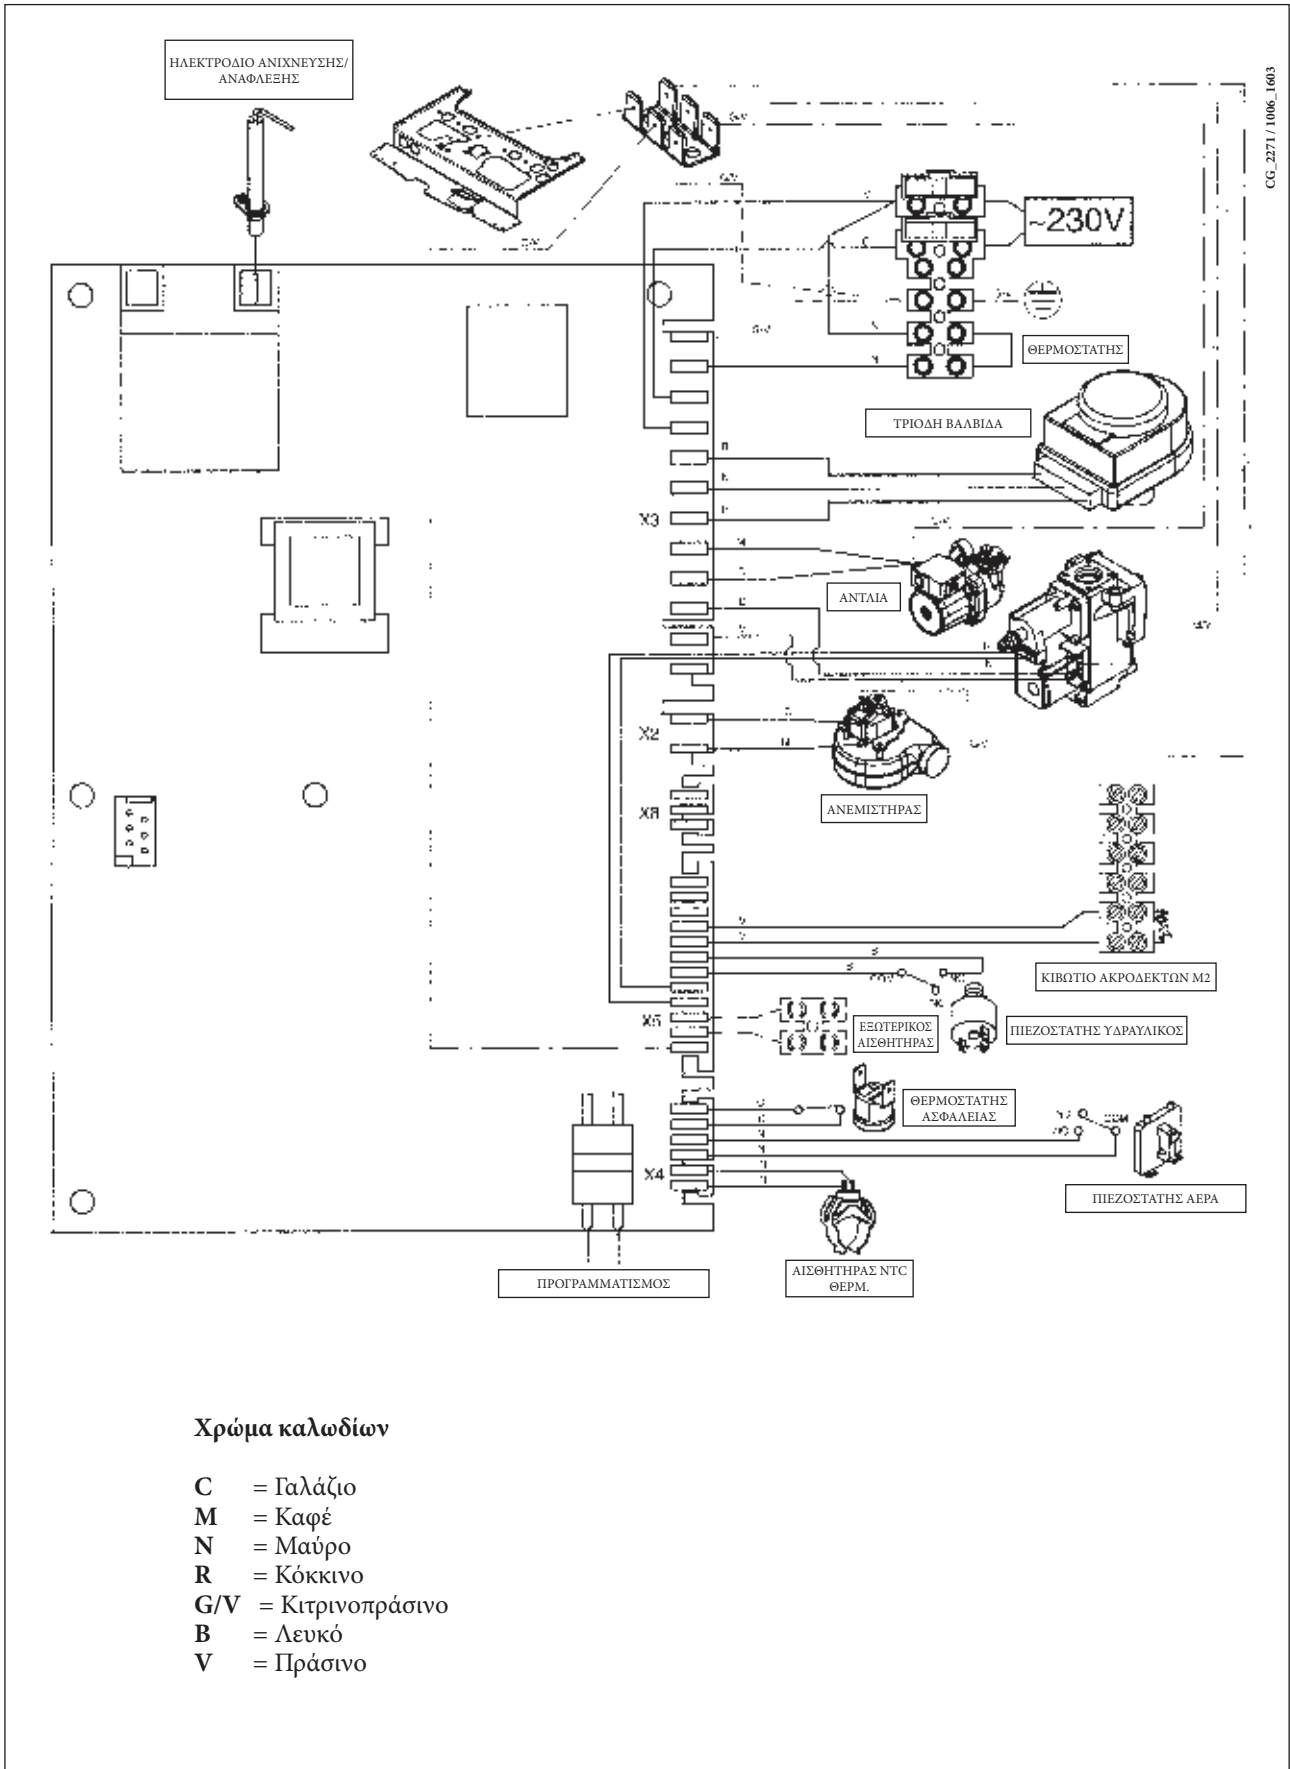 CG_2271 / 1006_1603
ΗΛΕΚΤΡΟΔΙΟ ΑΝΙΧΝΕΥΣΗΣ/
ΑΝΑΦΛΕΞΗΣ
~230V
ΘΕΡΜΟΣΤΑΤΗΣ
ΤΡΙΟΔΗ ΒΑΛΒΙΔΑ
X3
ΑΝΤΛΙΑ
X2
ΑΝΕΜΙΣΤΗΡΑΣ
ΚΙΒΩΤΙΟ ΑΚΡΟΔΕΚΤΩΝ M2
X5
ΕΞΩΤΕΡΙΚΟΣ
ΑΙΣΘΗΤΗΡΑΣ
ΠΙΕΖΟΣΤΑΤΗΣ ΥΔΡΑΥΛΙΚΟΣ
ΘΕΡΜΟΣΤΑΤΗΣ
ΑΣΦΑΛΕΙΑΣ
X4
ΠΙΕΖΟΣΤΑΤΗΣ ΑΕΡΑ
ΑΙΣΘΗΤΗΡΑΣ NTC
ΘΕΡΜ.
ΠΡΟΓΡΑΜΜΑΤΙΣΜΟΣ
Χρώμα καλωδίων
C = Γαλάζιο
M = Καφέ
N = Μαύρο
R = Κόκκινο
G/V = Κιτρινοπράσινο
B = Λευκό
V = Πράσινο